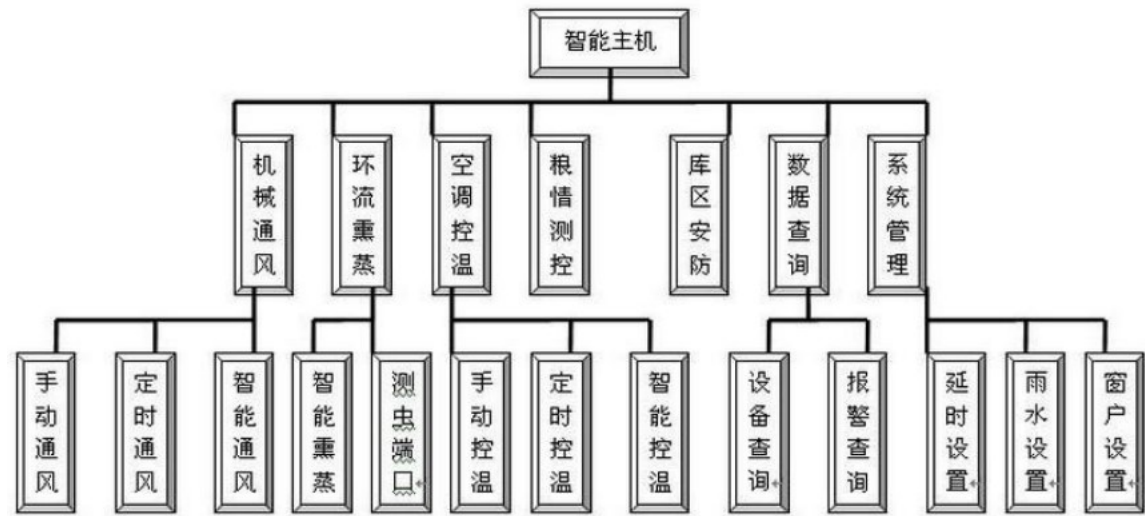 智能主机
机械通风
环流熏蒸
空调控温
粮情测控
库区安防
数据查询
系统管理
手动通风
定时通风
智能通风
智能熏蒸
测虫端口
手动控温
定时控温
智能控温
设备查询
报警查询
延时设置
雨水设置
窗户设置